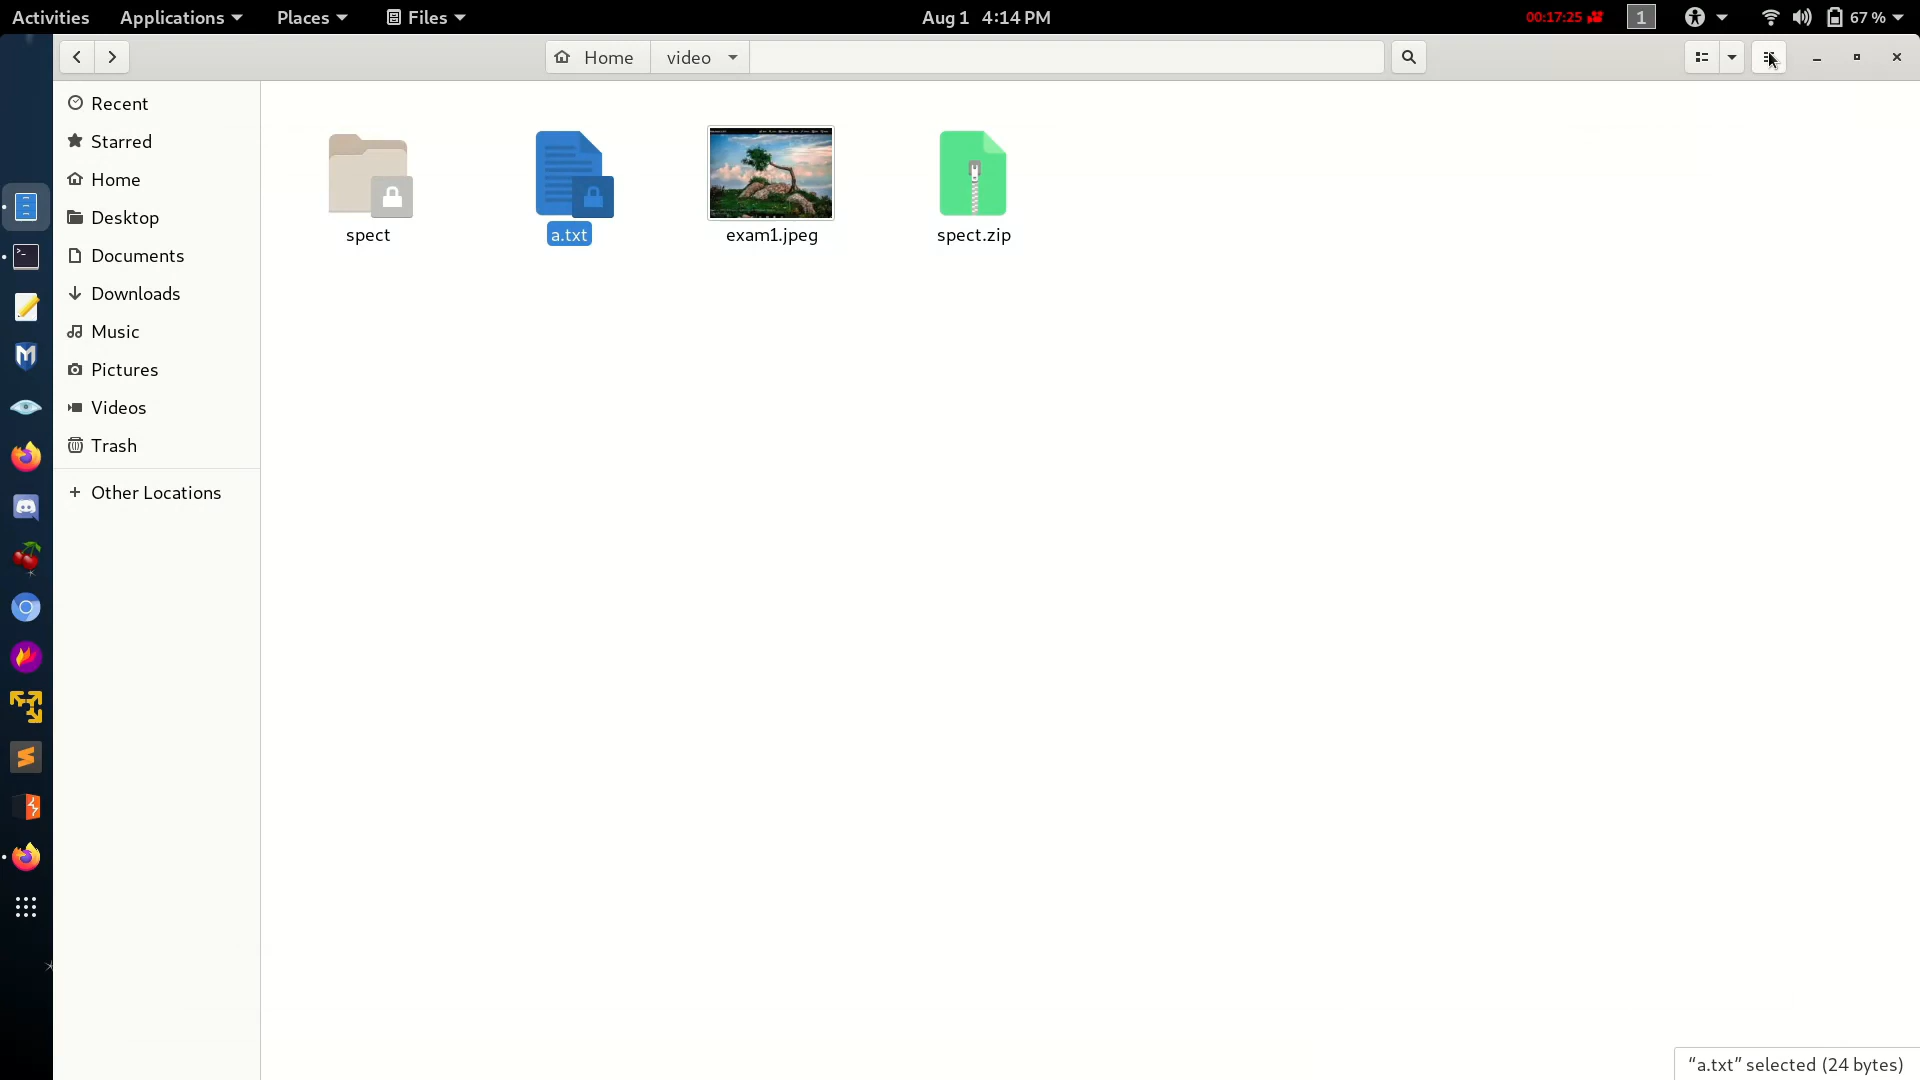 Activities Applications Places Files Aug 1 4:14 PM 00:17:25 1 67 %
Home video
Recent
Starred
Home
Desktop
Documents
Downloads
Music
Pictures
Videos
Trash
+ Other Locations
spect a.txt exam1.jpeg spect.zip
“a.txt” selected (24 bytes)